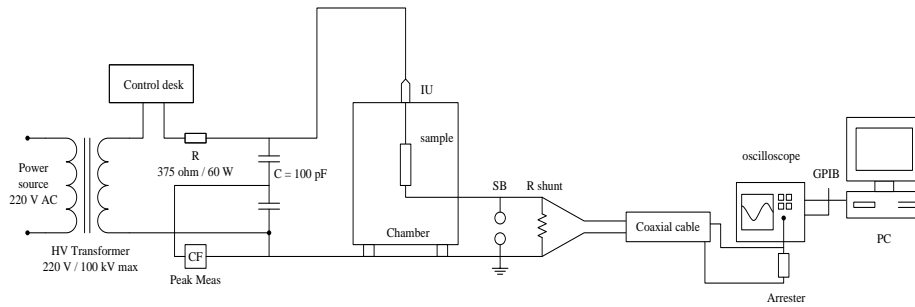 Control desk
IU
sample
R
375 ohm / 60 W
C = 100 pF
Power
source
220 V AC
HV Transformer
220 V / 100 kV max
CF
Peak Meas
Chamber
SB
R shunt
Coaxial cable
oscilloscope
GPIB
PC
Arrester